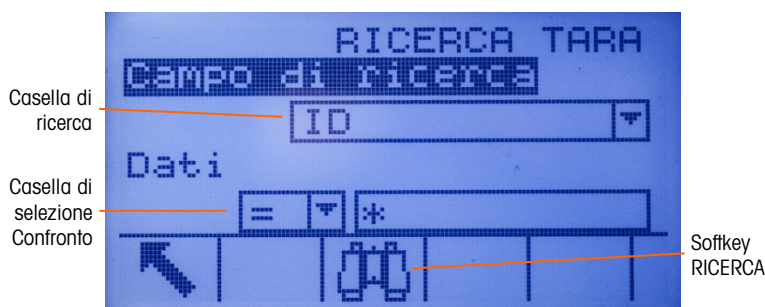 RICERCA TARA
Campo di ricerca
Casella di
ricerca
ID
Dati
Casella di
selezione
Confronto
= *
Softkey
RICERCA